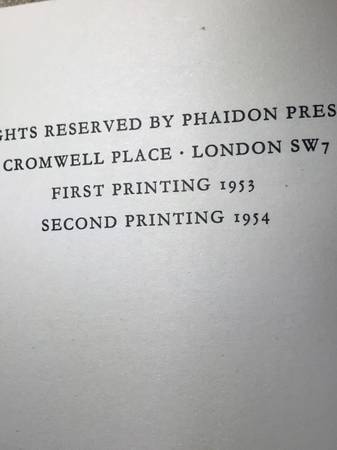 GHTS RESERVED BY PHAIDON PRES
CROMWELL PLACE · LONDON SW7
FIRST PRINTING 1953
SECOND PRINTING 1954